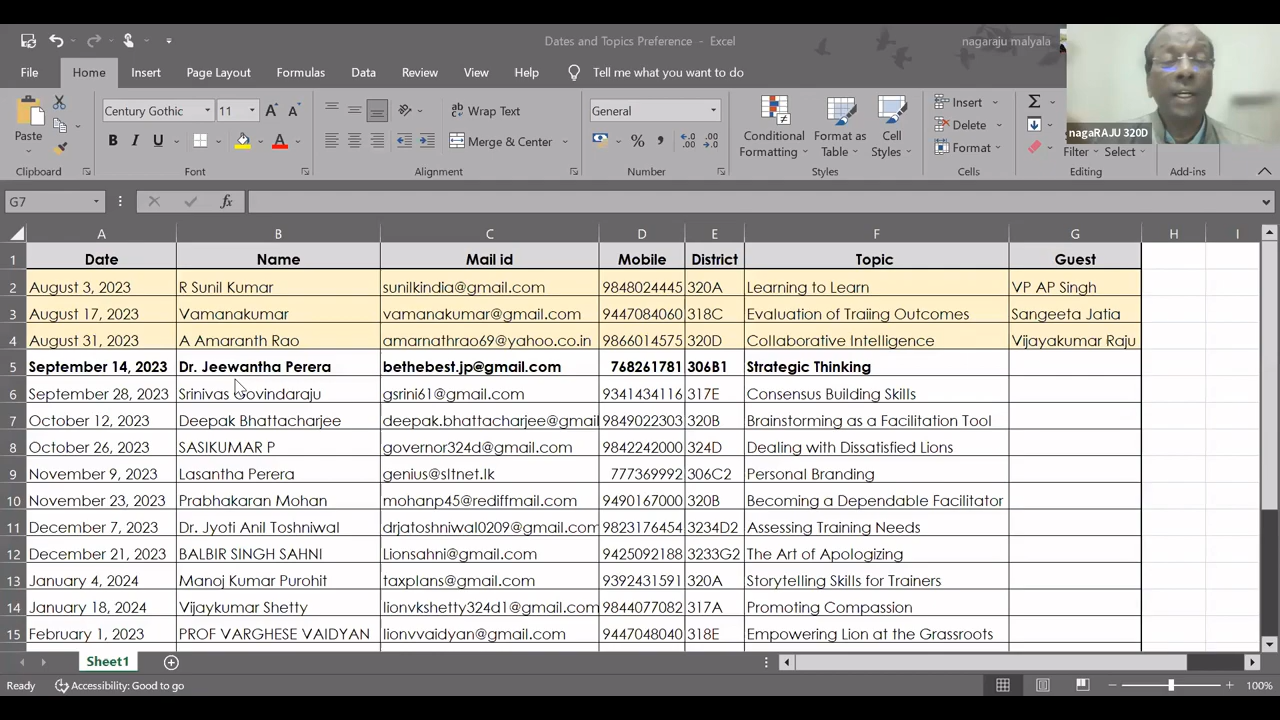 Dates and Topics Preference - Excel
nagaraju malyala
File Home Insert Page Layout Formulas Data Review View Help Tell me what you want to do
Paste
Clipboard
Century Gothic 11
B I U
Font
Wrap Text
Merge & Center
Alignment
General
Number
Conditional Formatting
Format as Table
Cell Styles
Styles
Insert
Delete
Format
Cells
Filter Select
Editing
Add-ins
nagaRAJU 320D
G7 fx
A B C D E F G H I
1 Date Name Mail id Mobile District Topic Guest
2 August 3, 2023 R Sunil Kumar sunilkindia@gmail.com 9848024445 320A Learning to Learn VP AP Singh
3 August 17, 2023 Vamanakumar vamanakumar@gmail.com 9447084060 318C Evaluation of Traiing Outcomes Sangeeta Jatia
4 August 31, 2023 A Amaranth Rao amarnathrao69@yahoo.co.in 9866014575 320D Collaborative Intelligence Vijayakumar Raju
5 September 14, 2023 Dr. Jeewantha Perera bethebest.jp@gmail.com 768261781 306B1 Strategic Thinking
6 September 28, 2023 Srinivas Govindaraju gsrini61@gmail.com 9341434116 317E Consensus Building Skills
7 October 12, 2023 Deepak Bhattacharjee deepak.bhattacharjee@gmail 9849022303 320B Brainstorming as a Facilitation Tool
8 October 26, 2023 SASIKUMAR P governor324d@gmail.com 9842242000 324D Dealing with Dissatisfied Lions
9 November 9, 2023 Lasantha Perera genius@sltnet.lk 777369992 306C2 Personal Branding
10 November 23, 2023 Prabhakaran Mohan mohanp45@rediffmail.com 9490167000 320B Becoming a Dependable Facilitator
11 December 7, 2023 Dr. Jyoti Anil Toshniwal drjatoshniwal0209@gmail.com 9823176454 3234D2 Assessing Training Needs
12 December 21, 2023 BALBIR SINGH SAHNI Lionsahni@gmail.com 9425092188 3233G2 The Art of Apologizing
13 January 4, 2024 Manoj Kumar Purohit taxplans@gmail.com 9392431591 320A Storytelling Skills for Trainers
14 January 18, 2024 Vijaykumar Shetty lionvkshetty324d1@gmail.com 9844077082 317A Promoting Compassion
15 February 1, 2023 PROF VARGHESE VAIDYAN lionvvaidyan@gmail.com 9447048040 318E Empowering Lion at the Grassroots
Sheet1
Ready Accessibility: Good to go 100%